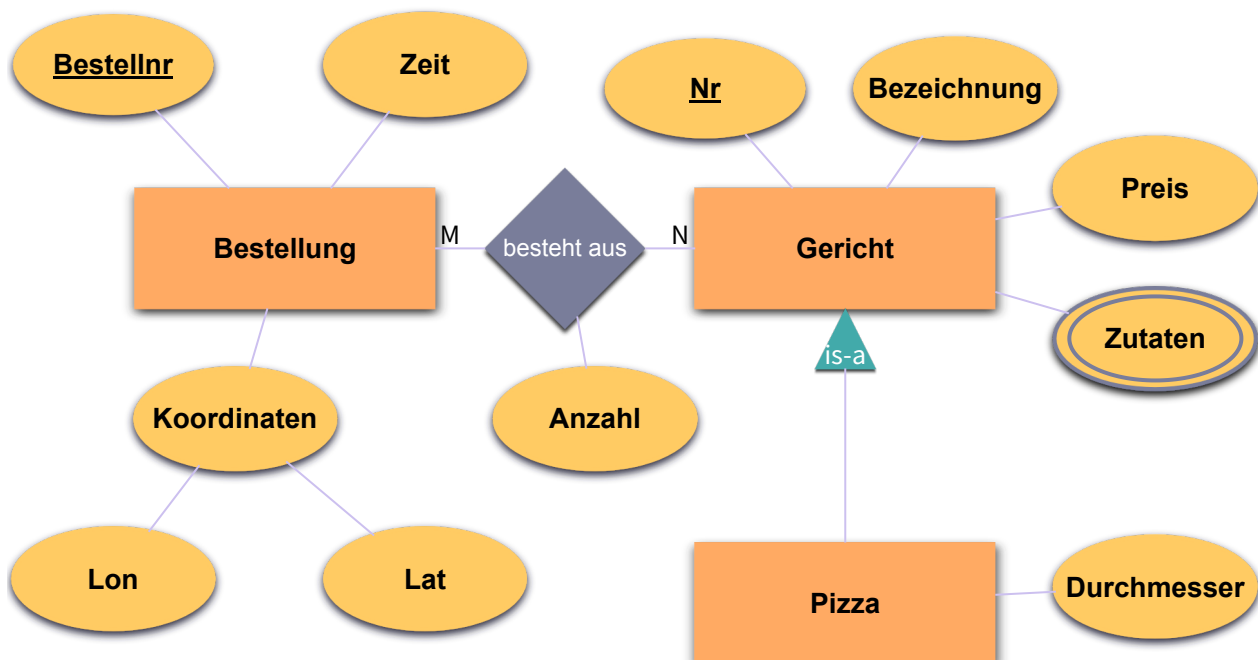 Bestellnr
Zeit
Nr
Bezeichnung
Preis
Bestellung
M
besteht aus
N
Gericht
Zutaten
is-a
Koordinaten
Anzahl
Lon
Lat
Pizza
Durchmesser